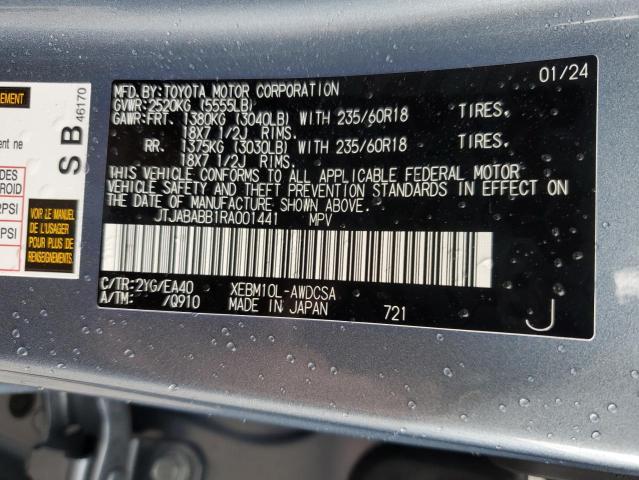 MFD. BY: TOYOTA MOTOR CORPORATION 01/24
GVWR: 2520KG (5555LB)
GAWR: FRT. 1380KG (3040LB) WITH 235/60R18 TIRES.
18X7 1/2J RIMS.
RR. 1375KG (3030LB) WITH 235/60R18 TIRES.
18X7 1/2J RIMS.
THIS VEHICLE CONFORMS TO ALL APPLICABLE FEDERAL MOTOR
VEHICLE SAFETY AND THEFT PREVENTION STANDARDS IN EFFECT ON
THE DATE OF MANUFACTURE SHOWN ABOVE.
JTJABABB1RA001441 MPV
C/TR: 2YG/EA40 XEBM10L-AWDCSA
A/TM: /Q910 MADE IN JAPAN 721 J
46170
SB
VOIR LE MANUEL
DU PROPRIÉTAIRE
POUR PLUS DE
RENSEIGNEMENTS
PSI
PSI